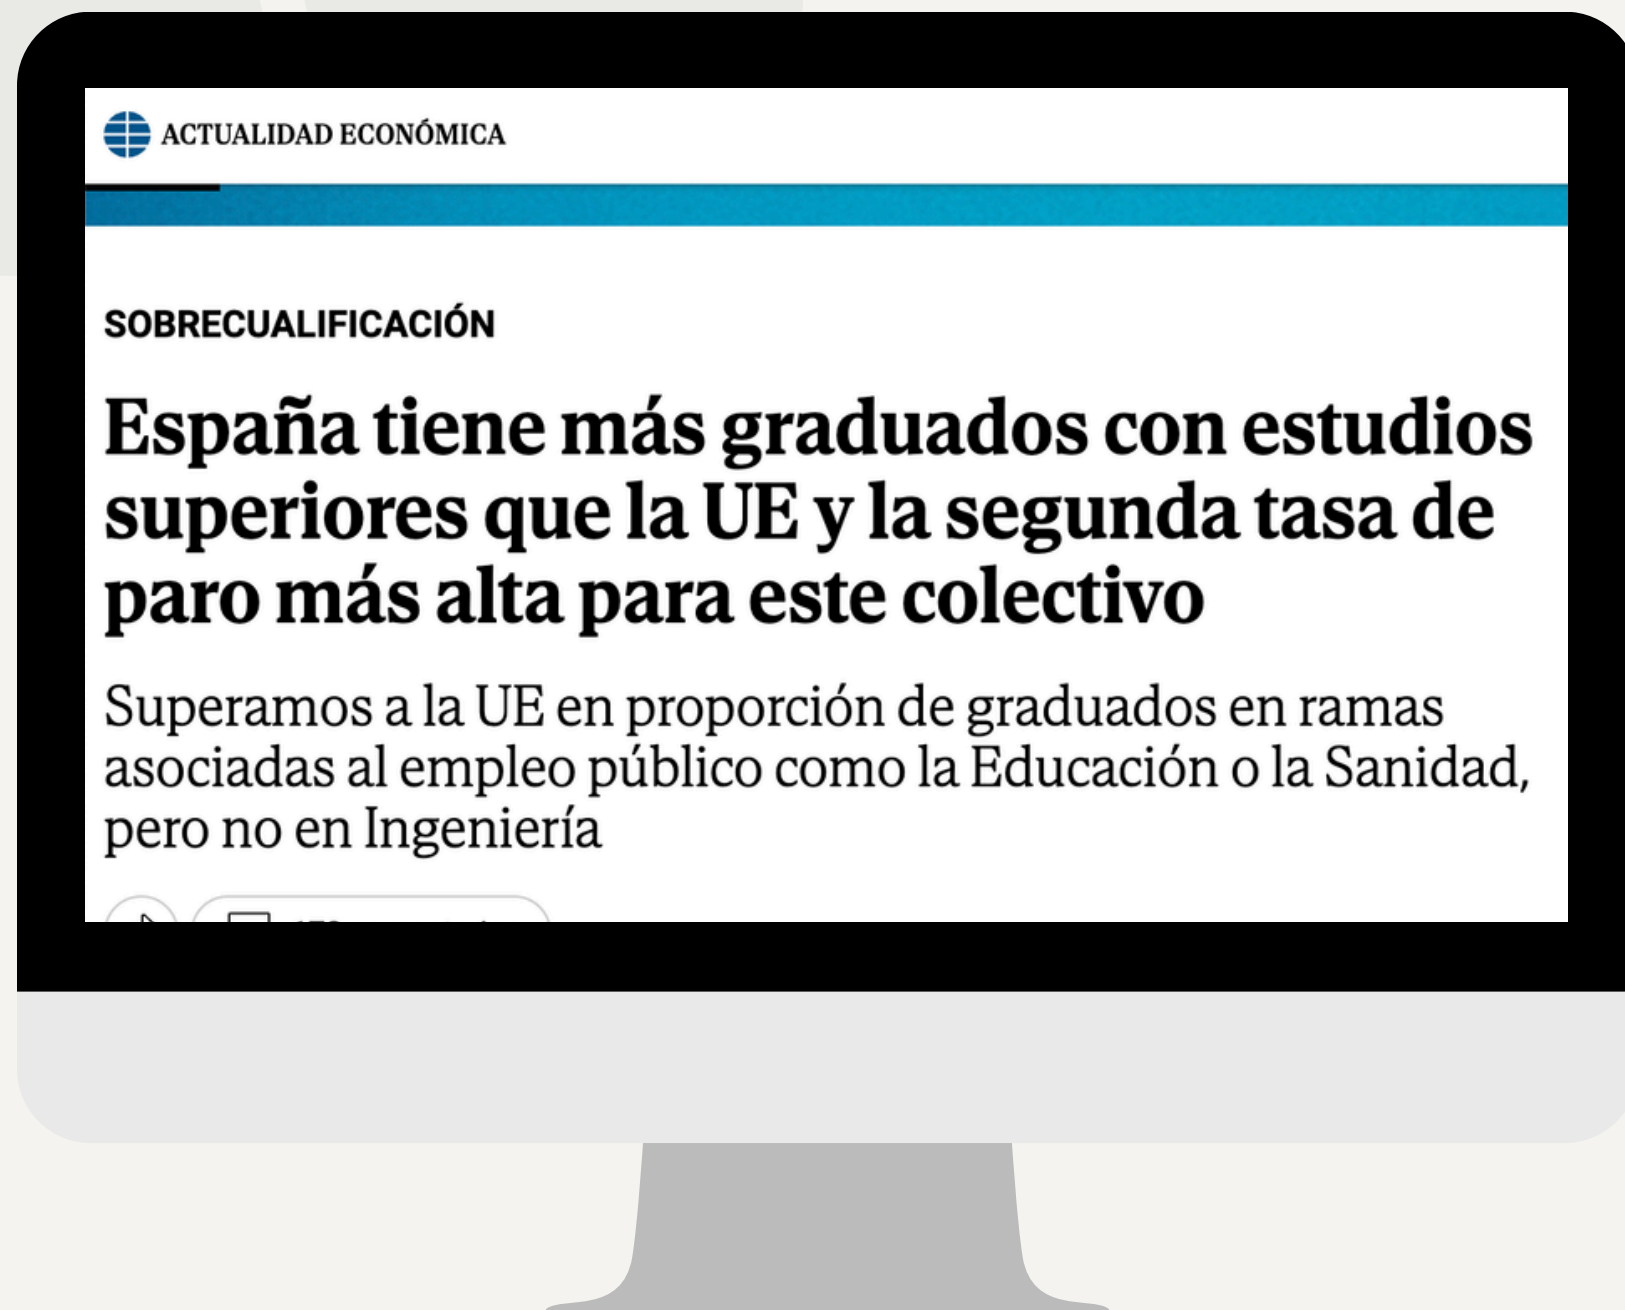 ACTUALIDAD ECONÓMICA
SOBRECUALIFICACIÓN
España tiene más graduados con estudios
superiores que la UE y la segunda tasa de
paro más alta para este colectivo
Superamos a la UE en proporción de graduados en ramas
asociadas al empleo público como la Educación o la Sanidad,
pero no en Ingeniería